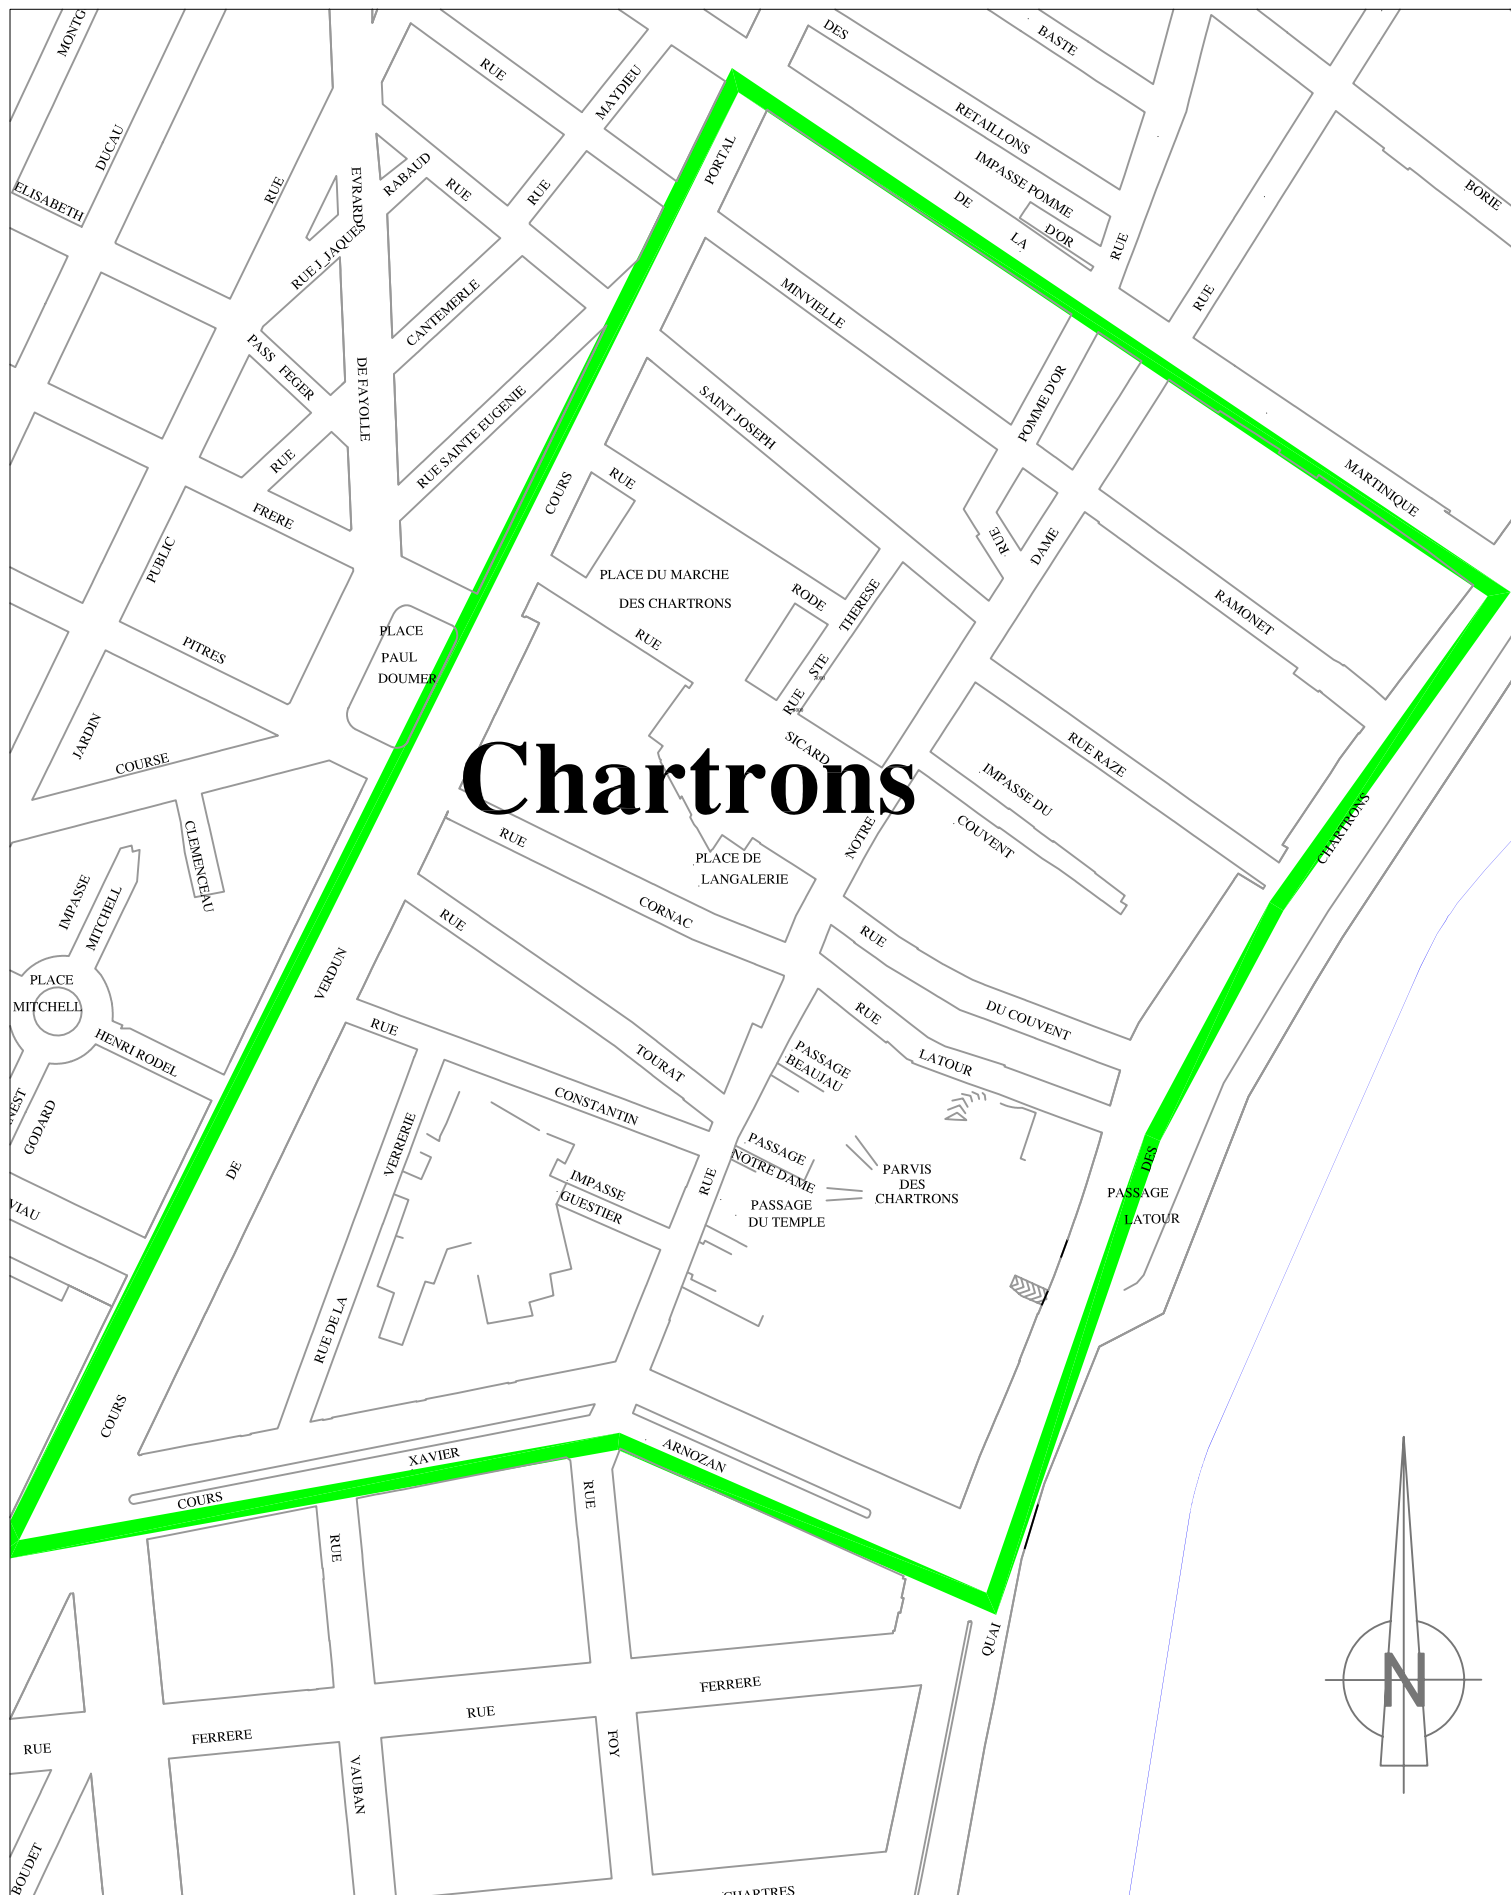 MONTG
DES
BASTE
RUE
MAYDIEU
RETAILLONS
DUCAU
PORTAL
IMPASSE POMME
D'OR
EVRARD
RABAUD
RUE
RUE
RUE
BORIE
ELISABETH
DE
LA
RUE
RUE J_JAQUES
RUE
MINVIELLE
CANTEMERLE
PASS FEGER
DE FAYOLLE
RUE SAINTE EUGENIE
SAINT JOSEPH
POMME D'OR
RUE
COURS
RUE
MARTINIQUE
FRERE
RUE
DAME
PUBLIC
PLACE DU MARCHE
DES CHARTRONS
RODE
THERESE
STE
RUE
RAMONET
PLACE
PAUL
DOUMER
RUE
PITRES
JARDIN
COURSE
SICARD
RUE RAZE
Chartrons
IMPASSE DU
COUVENT
CLEMENCEAU
RUE
NOTRE
CHARTRONS
PLACE DE
LANGALERIE
IMPASSE
MITCHELL
RUE
CORNAC
RUE
VERDUN
PLACE
MITCHELL
RUE
RUE
DU COUVENT
HENRI RODEL
TOURAT
PASSAGE
BEAUJAU
LATOUR
NEST
GODARD
CONSTANTIN
VERRERIE
PASSAGE
NOTRE DAME
DE
RUE
IMPASSE
GUESTIER
PARVIS
DES
CHARTRONS
DES
PASSAGE
LATOUR
PASSAGE
DU TEMPLE
VIAU
RUE DE LA
COURS
XAVIER
ARNOZAN
COURS
RUE
RUE
QUAI
N
FERRERE
RUE
FERRERE
RUE
FOY
VAUBAN
BOUDET
CHARTRES